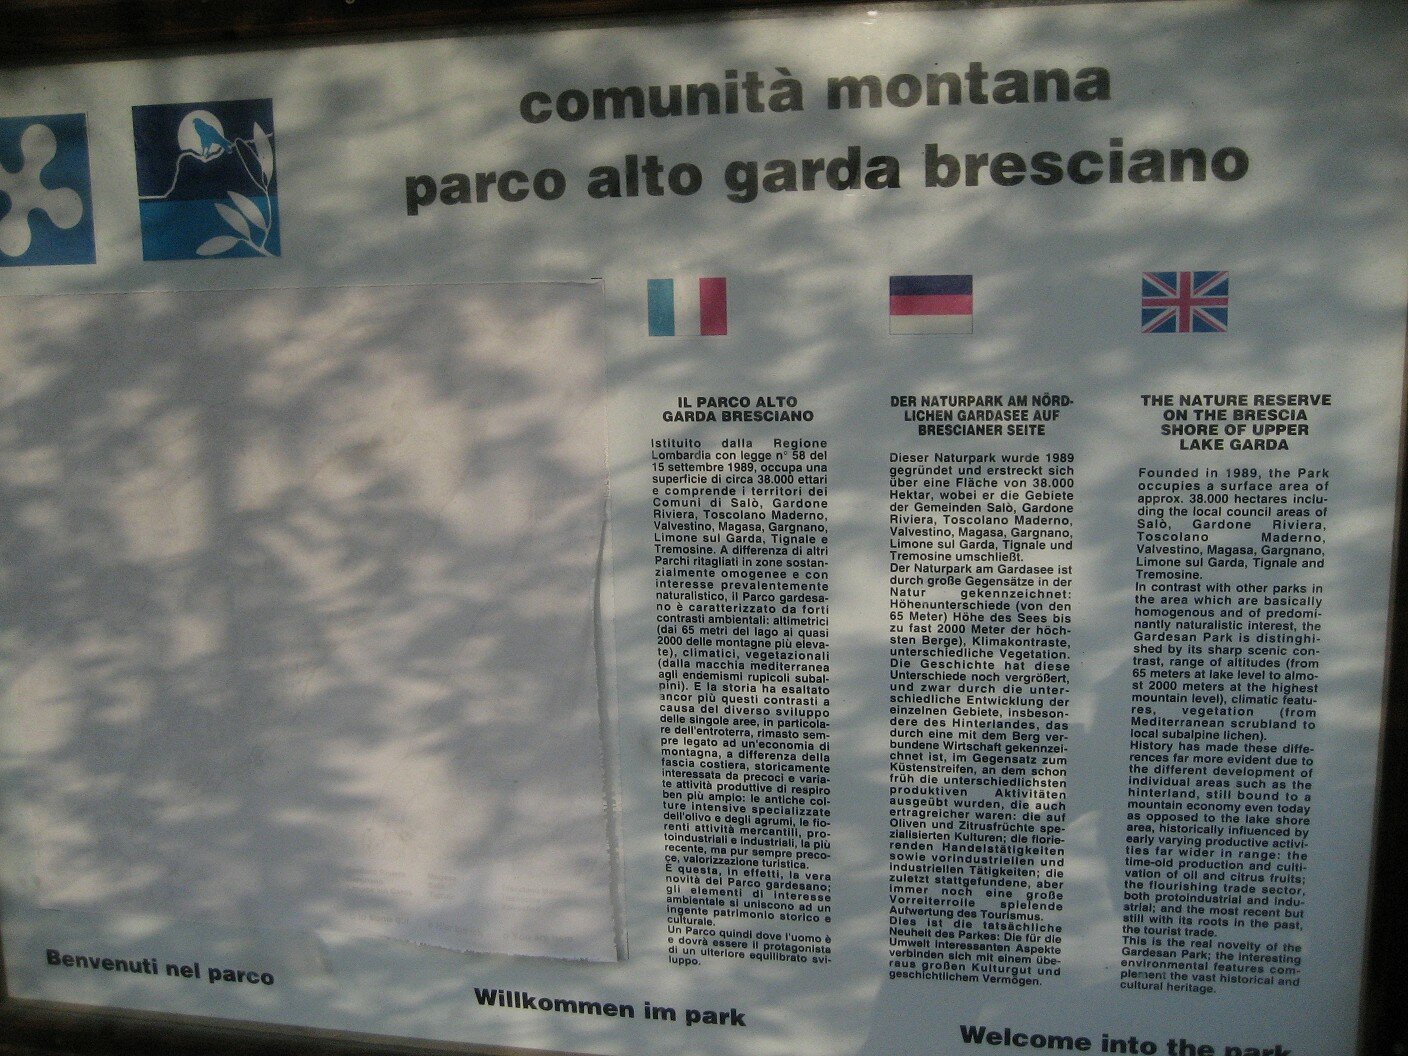 comunità montana
parco alto garda bresciano
IL PARCO ALTO
GARDA BRESCIANO
Istituito dalla Regione
Lombardia con legge n° 58 del
15 settembre 1989, occupa una
superficie di circa 38.000 ettari
e comprende i territori dei
Comuni di Salò, Gardone
Riviera, Toscolano Maderno,
Valvestino, Magasa, Gargnano,
Limone sul Garda, Tignale e
Tremosine. A differenza di altri
Parchi ritagliati in zone sostan-
zialmente omogenee e con
interesse prevalentemente
naturalistico, il Parco gardesa-
no è caratterizzato da forti
contrasti ambientali: altimetrici
(dai 65 metri del lago ai quasi
2000 delle montagne più eleva-
te), climatici, vegetazionali
(dalla macchia mediterranea
agli endemismi rupicoli subal-
pini). E la storia ha esaltato
ancor più questi contrasti a
causa del diverso sviluppo
delle singole aree, in particola-
re dell'entroterra, rimasto sem-
pre legato ad un'economia di
montagna, a differenza della
fascia costiera, storicamente
interessata da precoci e varia-
te attività produttive di respiro
ben più ampio: le antiche col-
ture intensive specializzate
dell'olivo e degli agrumi, le fio-
renti attività mercantili, pro-
toindustriali e industriali, la più
recente, ma pur sempre preco-
ce, valorizzazione turistica.
È questa, in effetti, la vera
novità del Parco gardesano;
gli elementi di interesse
ambientale si uniscono ad un
ingente patrimonio storico e
culturale.
Un Parco quindi dove l'uomo è
e dovrà essere il protagonista
di un ulteriore equilibrato svi-
luppo.
DER NATURPARK AM NÖRD-
LICHEN GARDASEE AUF
BRESCIANER SEITE
Dieser Naturpark wurde 1989
gegründet und erstreckt sich
über eine Fläche von 38.000
Hektar, wobei er die Gebiete
der Gemeinden Salò, Gardone
Riviera, Toscolano Maderno,
Valvestino, Magasa, Gargnano,
Limone sul Garda, Tignale und
Tremosine umschließt.
Der Naturpark am Gardasee ist
durch große Gegensätze in der
Natur gekennzeichnet:
Höhenunterschiede (von den
65 Meter) Höhe des Sees bis
zu fast 2000 Meter der höch-
sten Berge), Klimakontraste,
unterschiedliche Vegetation.
Die Geschichte hat diese
Unterschiede noch vergrößert,
und zwar durch die unter-
schiedliche Entwicklung der
einzelnen Gebiete, insbeson-
dere des Hinterlandes, das
durch eine mit dem Berg ver-
bundene Wirtschaft gekennzei-
chnet ist, im Gegensatz zum
Küstenstreifen, an dem schon
früh die unterschiedlichsten
produktiven Aktivitäten
ausgeübt wurden, die auch
ertragreicher waren: die auf
Oliven und Zitrusfrüchte spe-
zialisierten Kulturen; die florie-
renden Handelstätigkeiten
sowie vorindustriellen und
industriellen Tätigkeiten; die
zuletzt stattgefundene, aber
immer noch eine große
Vorreiterrolle spielende
Aufwertung des Tourismus.
Dies ist die tatsächliche
Neuheit des Parkes: Die für die
Umwelt interessanten Aspekte
verbinden sich mit einem übe-
raus großen Kulturgut und
geschichtlichem Vermögen.
THE NATURE RESERVE
ON THE BRESCIA
SHORE OF UPPER
LAKE GARDA
Founded in 1989, the Park
occupies a surface area of
approx. 38.000 hectares inclu-
ding the local council areas of
Salò, Gardone Riviera,
Toscolano Maderno,
Valvestino, Magasa, Gargnano,
Limone sul Garda, Tignale and
Tremosine.
In contrast with other parks in
the area which are basically
homogenous and of predomi-
nantly naturalistic interest, the
Gardesan Park is distinghi-
shed by its sharp scenic con-
trast, range of altitudes (from
65 meters at lake level to almo-
st 2000 meters at the highest
mountain level), climatic featu-
res, vegetation (from
Mediterranean scrubland to
local subalpine lichen).
History has made these diffe-
rences far more evident due to
the different development of
individual areas such as the
hinterland, still bound to a
mountain economy even today
as opposed to the lake shore
area, historically influenced by
early varying productive activi-
ties far wider in range: the
time-old production and culti-
vation of oil and citrus fruits;
the flourishing trade sector,
both protoindustrial and indu-
strial; and the most recent but
still with its roots in the past,
the tourist trade.
This is the real novelty of the
Gardesan Park; the interesting
environmental features com-
plement the vast historical and
cultural heritage.
Benvenuti nel parco
Willkommen im park
Welcome into the park